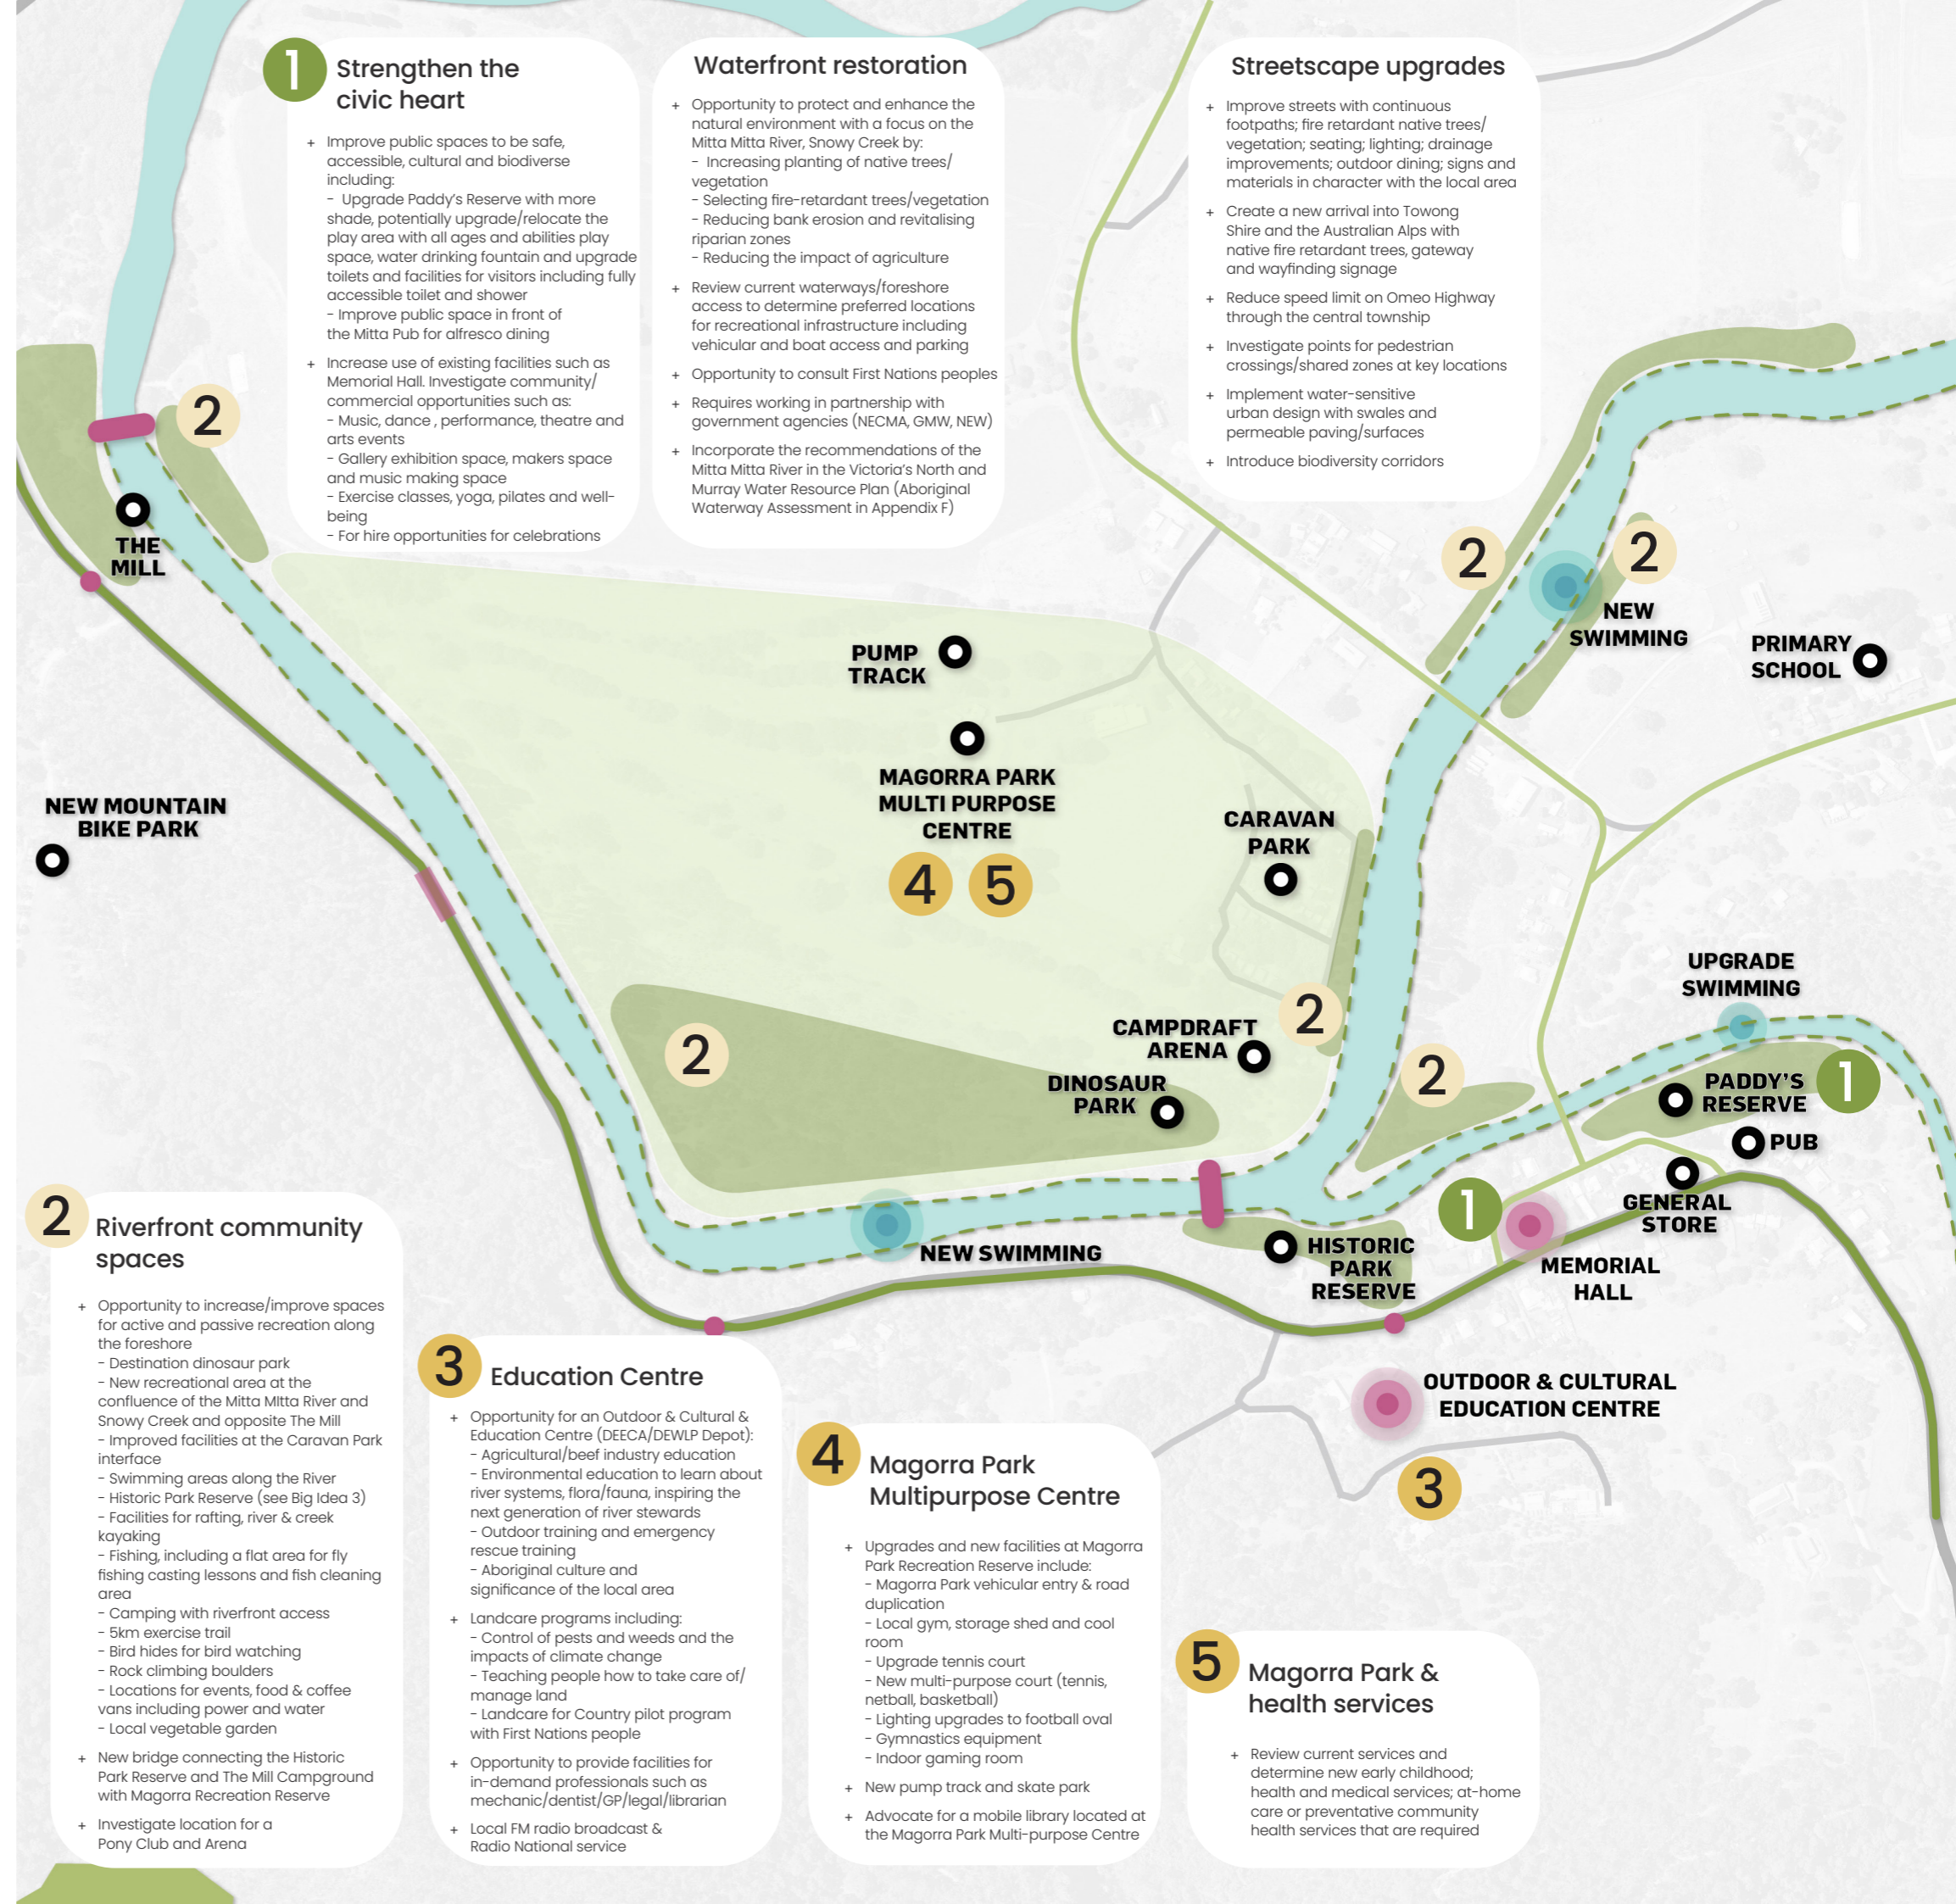 1
Strengthen the
civic heart
+ Improve public spaces to be safe,
accessible, cultural and biodiverse
including:
- Upgrade Paddy's Reserve with more
shade, potentially upgrade/relocate the
play area with all ages and abilities play
space, water drinking fountain and upgrade
toilets and facilities for visitors including fully
accessible toilet and shower
- Improve public space in front of
the Mitta Pub for alfresco dining
+ Increase use of existing facilities such as
Memorial Hall. Investigate community/
commercial opportunities such as:
- Music, dance , performance, theatre and
arts events
- Gallery exhibition space, makers space
and music making space
- Exercise classes, yoga, pilates and well-
being
- For hire opportunities for celebrations
Waterfront restoration
+ Opportunity to protect and enhance the
natural environment with a focus on the
Mitta Mitta River, Snowy Creek by:
- Increasing planting of native trees/
vegetation
- Selecting fire-retardant trees/vegetation
- Reducing bank erosion and revitalising
riparian zones
- Reducing the impact of agriculture
+ Review current waterways/foreshore
access to determine preferred locations
for recreational infrastructure including
vehicular and boat access and parking
+ Opportunity to consult First Nations peoples
+ Requires working in partnership with
government agencies (NECMA, GMW, NEW)
+ Incorporate the recommendations of the
Mitta Mitta River in the Victoria's North and
Murray Water Resource Plan (Aboriginal
Waterway Assessment in Appendix F)
Streetscape upgrades
+ Improve streets with continuous
footpaths; fire retardant native trees/
vegetation; seating; lighting; drainage
improvements; outdoor dining; signs and
materials in character with the local area
+ Create a new arrival into Towong
Shire and the Australian Alps with
native fire retardant trees, gateway
and wayfinding signage
+ Reduce speed limit on Omeo Highway
through the central township
+ Investigate points for pedestrian
crossings/shared zones at key locations
+ Implement water-sensitive
urban design with swales and
permeable paving/surfaces
+ Introduce biodiversity corridors
2
THE
MILL
2
2
NEW
SWIMMING
PRIMARY
SCHOOL
PUMP
TRACK
MAGORRA PARK
MULTI PURPOSE
CENTRE
4
5
NEW MOUNTAIN
BIKE PARK
CARAVAN
PARK
UPGRADE
SWIMMING
2
CAMPDRAFT
ARENA
2
DINOSAUR
PARK
2
PADDY'S
RESERVE
1
PUB
GENERAL
STORE
1
MEMORIAL
HALL
NEW SWIMMING
HISTORIC
PARK
RESERVE
OUTDOOR & CULTURAL
EDUCATION CENTRE
3
2
Riverfront community
spaces
+ Opportunity to increase/improve spaces
for active and passive recreation along
the foreshore
- Destination dinosaur park
- New recreational area at the
confluence of the Mitta MItta River and
Snowy Creek and opposite The Mill
- Improved facilities at the Caravan Park
interface
- Swimming areas along the River
- Historic Park Reserve (see Big Idea 3)
- Facilities for rafting, river & creek
kayaking
- Fishing, including a flat area for fly
fishing casting lessons and fish cleaning
area
- Camping with riverfront access
- 5km exercise trail
- Bird hides for bird watching
- Rock climbing boulders
- Locations for events, food & coffee
vans including power and water
- Local vegetable garden
+ New bridge connecting the Historic
Park Reserve and The Mill Campground
with Magorra Recreation Reserve
+ Investigate location for a
Pony Club and Arena
3
Education Centre
+ Opportunity for an Outdoor & Cultural &
Education Centre (DEECA/DEWLP Depot):
- Agricultural/beef industry education
- Environmental education to learn about
river systems, flora/fauna, inspiring the
next generation of river stewards
- Outdoor training and emergency
rescue training
- Aboriginal culture and
significance of the local area
+ Landcare programs including:
- Control of pests and weeds and the
impacts of climate change
- Teaching people how to take care of/
manage land
- Landcare for Country pilot program
with First Nations people
+ Opportunity to provide facilities for
in-demand professionals such as
mechanic/dentist/GP/legal/librarian
+ Local FM radio broadcast &
Radio National service
4
Magorra Park
Multipurpose Centre
+ Upgrades and new facilities at Magorra
Park Recreation Reserve include:
- Magorra Park vehicular entry & road
duplication
- Local gym, storage shed and cool
room
- Upgrade tennis court
- New multi-purpose court (tennis,
netball, basketball)
- Lighting upgrades to football oval
- Gymnastics equipment
- Indoor gaming room
+ New pump track and skate park
+ Advocate for a mobile library located at
the Magorra Park Multi-purpose Centre
5
Magorra Park &
health services
+ Review current services and
determine new early childhood;
health and medical services; at-home
care or preventative community
health services that are required